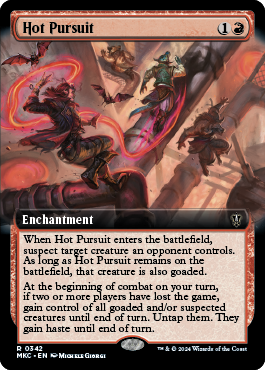 Hot Pursuit 1
Enchantment
When Hot Pursuit enters the battlefield,
suspect target creature an opponent controls.
As long as Hot Pursuit remains on the
battlefield, that creature is also goaded.
At the beginning of combat on your turn,
if two or more players have lost the game,
gain control of all goaded and/or suspected
creatures until end of turn. Untap them. They
gain haste until end of turn.
R 0342 ™ & © 2024 Wizards of the Coast
MKC • EN Michele Giorgi